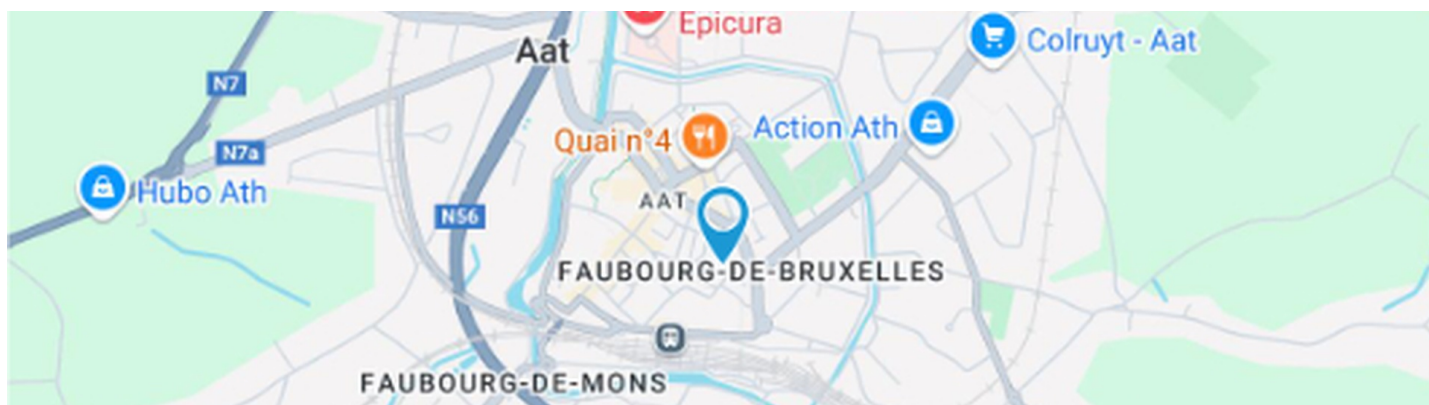 Epicura
Aat
Colruyt - Aat
N7
Action Ath
Quai n°4
N7a
Hubo Ath
AAT
N56
FAUBOURG-DE-BRUXELLES
FAUBOURG-DE-MONS